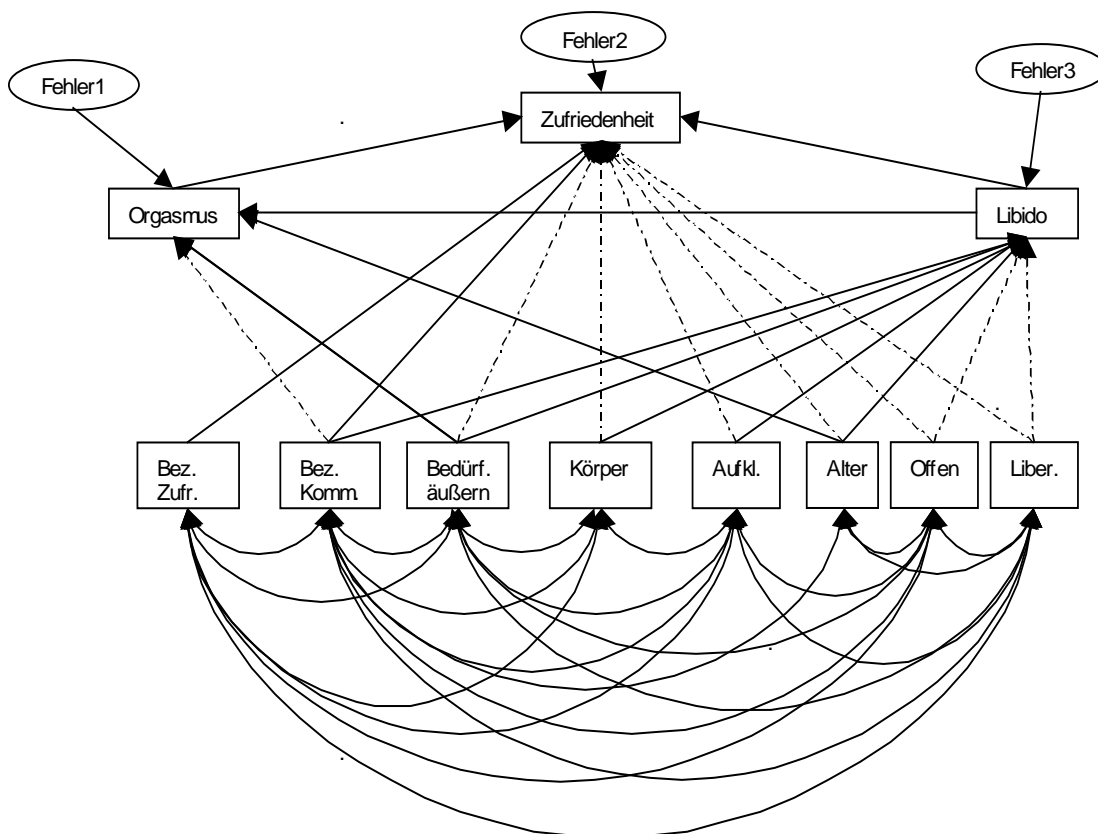 Fehler2
Fehler1
Fehler3
Zufriedenheit
Orgasmus
Libido
Bez.
Zufr.
Bez.
Komm.
Bedürf.
äußern
Körper
Aufkl.
Alter
Offen
Liber.